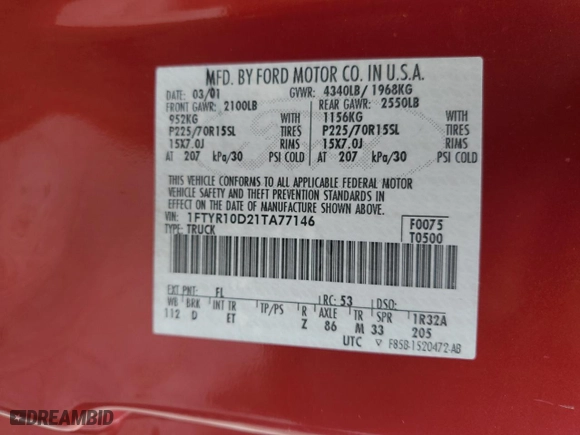 MFD. BY FORD MOTOR CO. IN U.S.A.
DATE: 03/01 GVWR: 4340LB/ 1968KG
FRONT GAWR: 2100LB REAR GAWR: 2550LB
952KG WITH 1156KG WITH
P225/70R15SL TIRES P225/70R15SL TIRES
15X7.0J RIMS 15X7.0J RIMS
AT 207 kPa/30 PSI COLD AT 207 kPa/30 PSI COLD
THIS VEHICLE CONFORMS TO ALL APPLICABLE FEDERAL MOTOR
VEHICLE SAFETY AND THEFT PREVENTION STANDARDS IN
EFFECT ON THE DATE OF MANUFACTURE SHOWN ABOVE.
VIN: 1FTYR10D21TA77146 F0075
TYPE: TRUCK T0500
EXT PNT: FL RC: 53 DSO:
WB BRK INT TR TP/PS R AXLE TR SPR 1R32A
112 D ET Z 86 M 33 205
UTC F85B-1520472-AB
DREAMBID